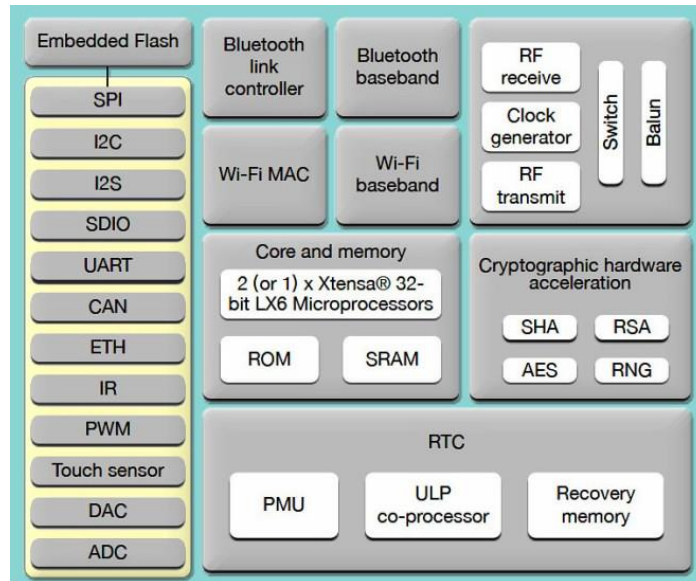 Embedded Flash
SPI
I2C
I2S
SDIO
UART
CAN
ETH
IR
PWM
Touch sensor
DAC
ADC
Bluetooth
link
controller
Bluetooth
baseband
Wi-Fi MAC
Wi-Fi
baseband
RF
receive
Clock
generator
RF
transmit
Switch
Balun
Core and memory
2 (or 1) x Xtensa® 32-
bit LX6 Microprocessors
ROM
SRAM
Cryptographic hardware
acceleration
SHA
RSA
AES
RNG
RTC
PMU
ULP
co-processor
Recovery
memory